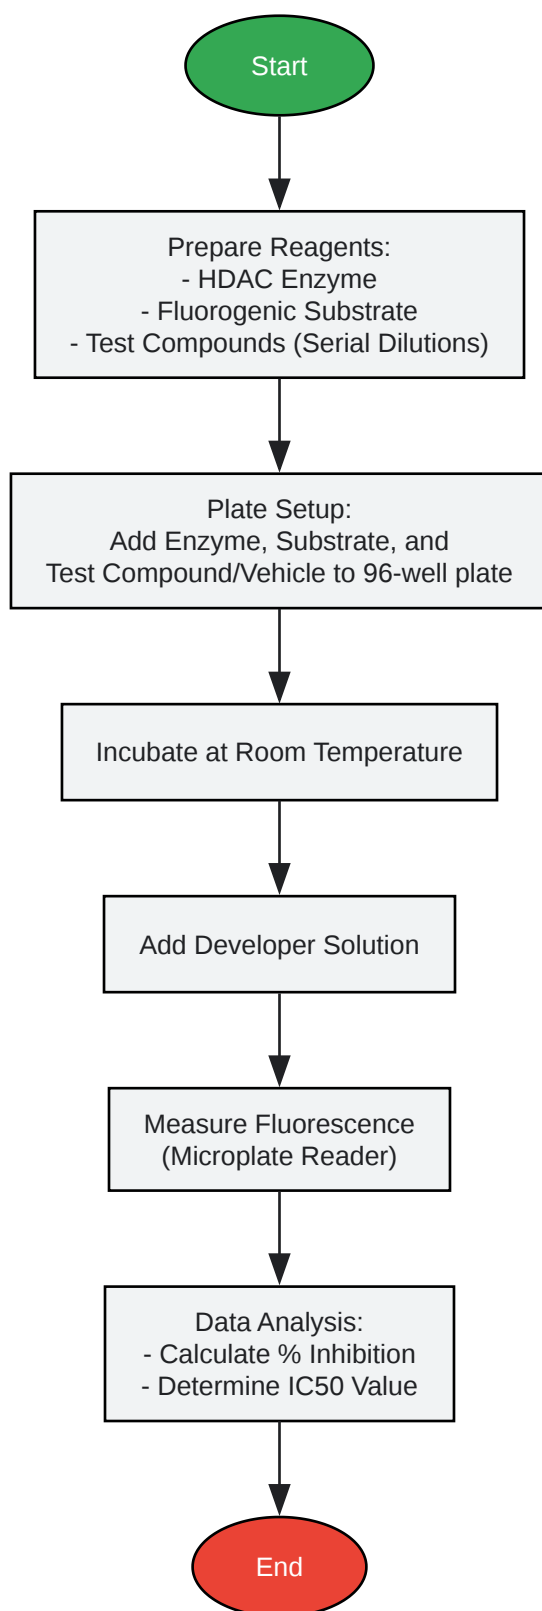 Start
Prepare Reagents:
- HDAC Enzyme
- Fluorogenic Substrate
- Test Compounds (Serial Dilutions)
Plate Setup:
Add Enzyme, Substrate, and
Test Compound/Vehicle to 96-well plate
Incubate at Room Temperature
Add Developer Solution
Measure Fluorescence
(Microplate Reader)
Data Analysis:
- Calculate % Inhibition
- Determine IC50 Value
End